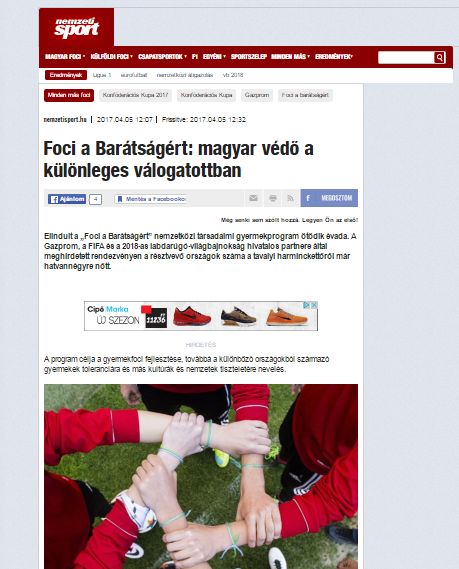 nemzeti
sport
MAGYAR FOCI KÜLFÖLDI FOCI CSAPATSPORTOK F1 EGYÉNI SPORTSZELEP MINDEN MÁS EREDMÉNYEK
Eredmények Ligue 1 eurofutball nemzetközi átigazolás vb 2018
Minden más foci Konföderációs Kupa 2017 Konföderációs Kupa Gazprom Foci a barátságért
nemzetisport.hu | 2017.04.05 12:07 | Frissítve: 2017.04.05 12:32
Foci a Barátságért: magyar védő a
különleges válogatottban
Ajánlom 4 Mentés a Facebookon MEGOSZTOM
Még senki sem szólt hozzá. Legyen Ön az első!
Elindult a „Foci a Barátságért" nemzetközi társadalmi gyermekprogram ötödik évada. A
Gazprom, a FIFA és a 2018-as labdarúgó-világbajnokság hivatalos partnere által
meghirdetett rendezvényen a résztvevő országok száma a tavalyi harminckettőről már
hatvannégyre nőtt.
Cipő Márka
ÚJ SZEZON
HIRDETÉS
A program célja a gyermekfoci fejlesztése, továbbá a különböző országokból származó
gyermekek toleranciára és más kultúrák és nemzetek tiszteletére nevelés.